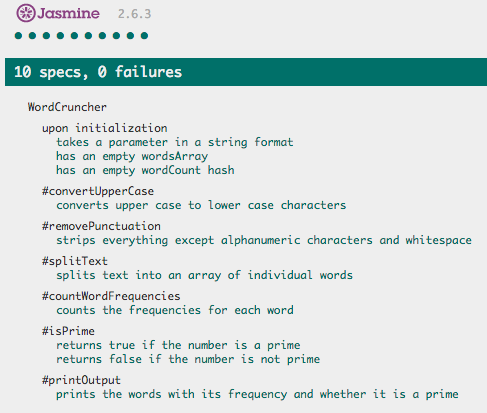 Jasmine 2.6.3
10 specs, 0 failures
WordCruncher
upon initialization
takes a parameter in a string format
has an empty wordsArray
has an empty wordCount hash
#convertUpperCase
converts upper case to lower case characters
#removePunctuation
strips everything except alphanumeric characters and whitespace
#splitText
splits text into an array of individual words
#countWordFrequencies
counts the frequencies for each word
#isPrime
returns true if the number is a prime
returns false if the number is not prime
#printOutput
prints the words with its frequency and whether it is a prime